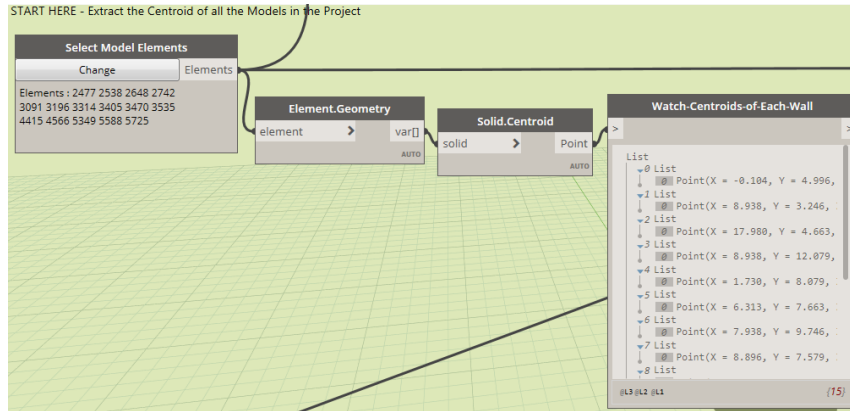 START HERE - Extract the Centroid of all the Models in the Project
Select Model Elements
Change
Elements
Elements : 2477 2538 2648 2742
3091 3196 3314 3405 3470 3535
4415 4566 5349 5588 5725
Element.Geometry
element
>
var[]
AUTO
Solid.Centroid
solid
>
Point
AUTO
Watch-Centroids-of-Each-Wall
>
>
List
0 List
0 Point(X = -0.104, Y = 4.996,
1 List
0 Point(X = 8.938, Y = 3.246,
2 List
0 Point(X = 17.980, Y = 4.663,
3 List
0 Point(X = 8.938, Y = 12.079,
4 List
0 Point(X = 1.730, Y = 8.079,
5 List
0 Point(X = 6.313, Y = 7.663,
6 List
0 Point(X = 7.938, Y = 9.746,
7 List
0 Point(X = 8.896, Y = 7.579,
8 List
@L3 @L2 @L1
{15}